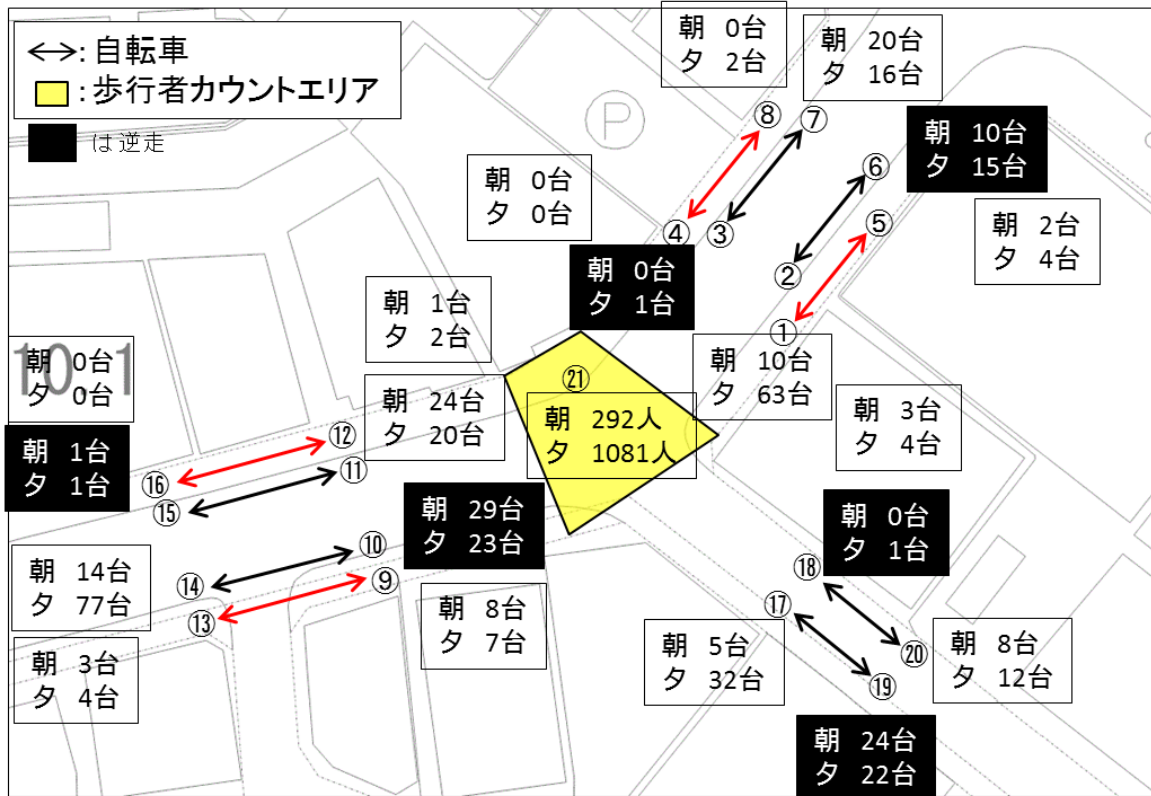 ⟷: 自転車
: 歩行者カウントエリア
は逆走
朝 0台
夕 2台
朝 20台
夕 16台
⑧
⑦
Ⓟ
朝 10台
夕 15台
⑥
朝 0台
夕 0台
⑤
朝 2台
夕 4台
④
③
朝 0台
夕 1台
②
①
朝 1台
夕 2台
10 1
朝 0台
夕 0台
朝 10台
夕 63台
㉑
朝 24台
夕 20台
朝 292人
夕 1081人
朝 3台
夕 4台
朝 1台
夕 1台
⑫
⑪
⑯
⑮
朝 29台
夕 23台
朝 0台
夕 1台
⑩
⑨
⑭
⑬
朝 14台
夕 77台
⑱
⑰
朝 8台
夕 7台
朝 3台
夕 4台
朝 5台
夕 32台
⑳
⑲
朝 8台
夕 12台
朝 24台
夕 22台